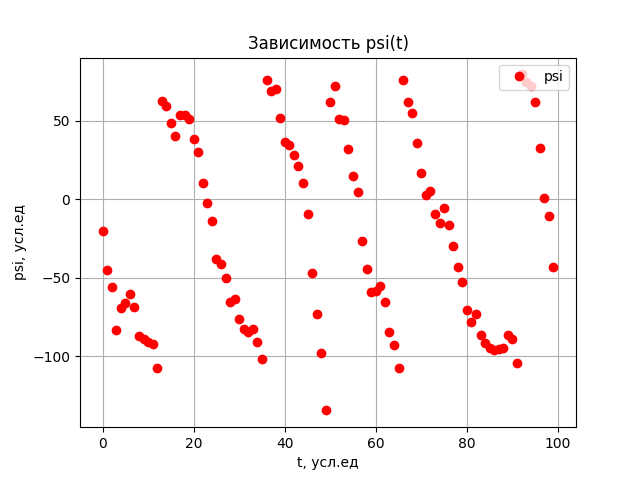 Зависимость psi(t)
psi
psi, усл.ед
50
0
−50
−100
0 20 40 60 80 100
t, усл.ед